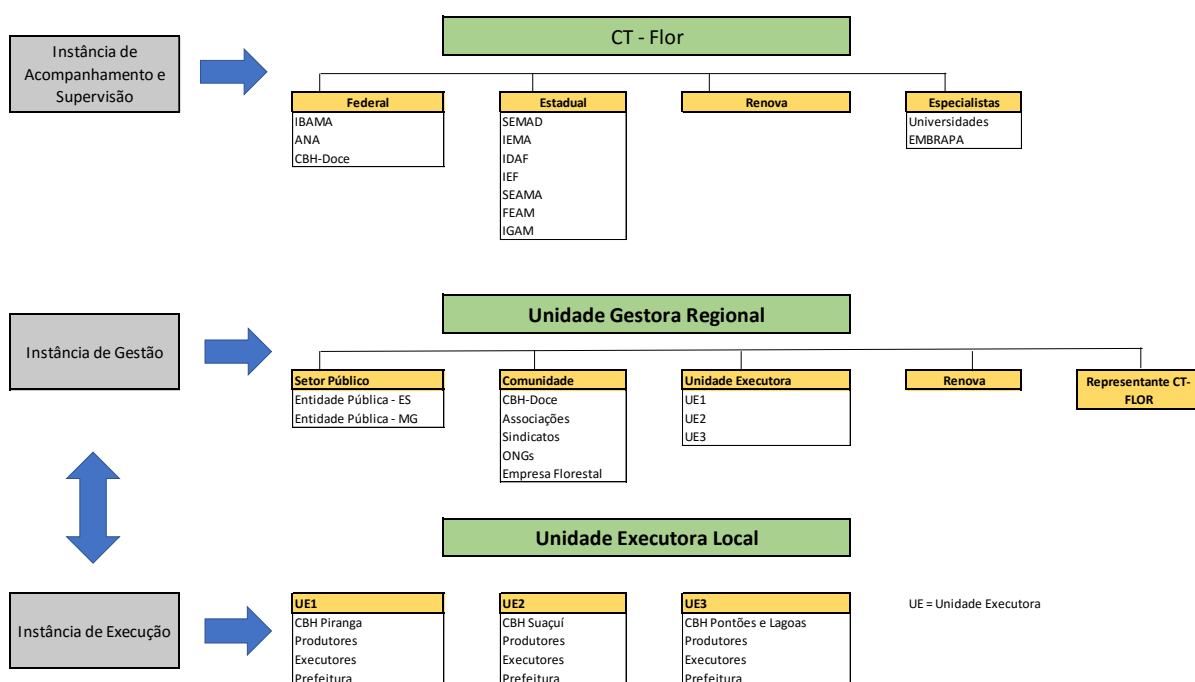 CT - Flor
Instância de
Acompanhamento e
Supervisão
Federal
IBAMA
ANA
CBH-Doce
Estadual
SEMAD
IEMA
IDAF
IEF
SEAMA
FEAM
IGAM
Renova
Especialistas
Universidades
EMBRAPA
Unidade Gestora Regional
Instância de Gestão
Setor Público
Entidade Pública - ES
Entidade Pública - MG
Comunidade
CBH-Doce
Associações
Sindicatos
ONGs
Empresa Florestal
Unidade Executora
UE1
UE2
UE3
Renova
Representante CT-
FLOR
Unidade Executora Local
Instância de Execução
UE1
CBH Piranga
Produtores
Executores
Prefeitura
UE2
CBH Suaçuí
Produtores
Executores
Prefeitura
UE3
CBH Pontões e Lagoas
Produtores
Executores
Prefeitura
UE = Unidade Executora